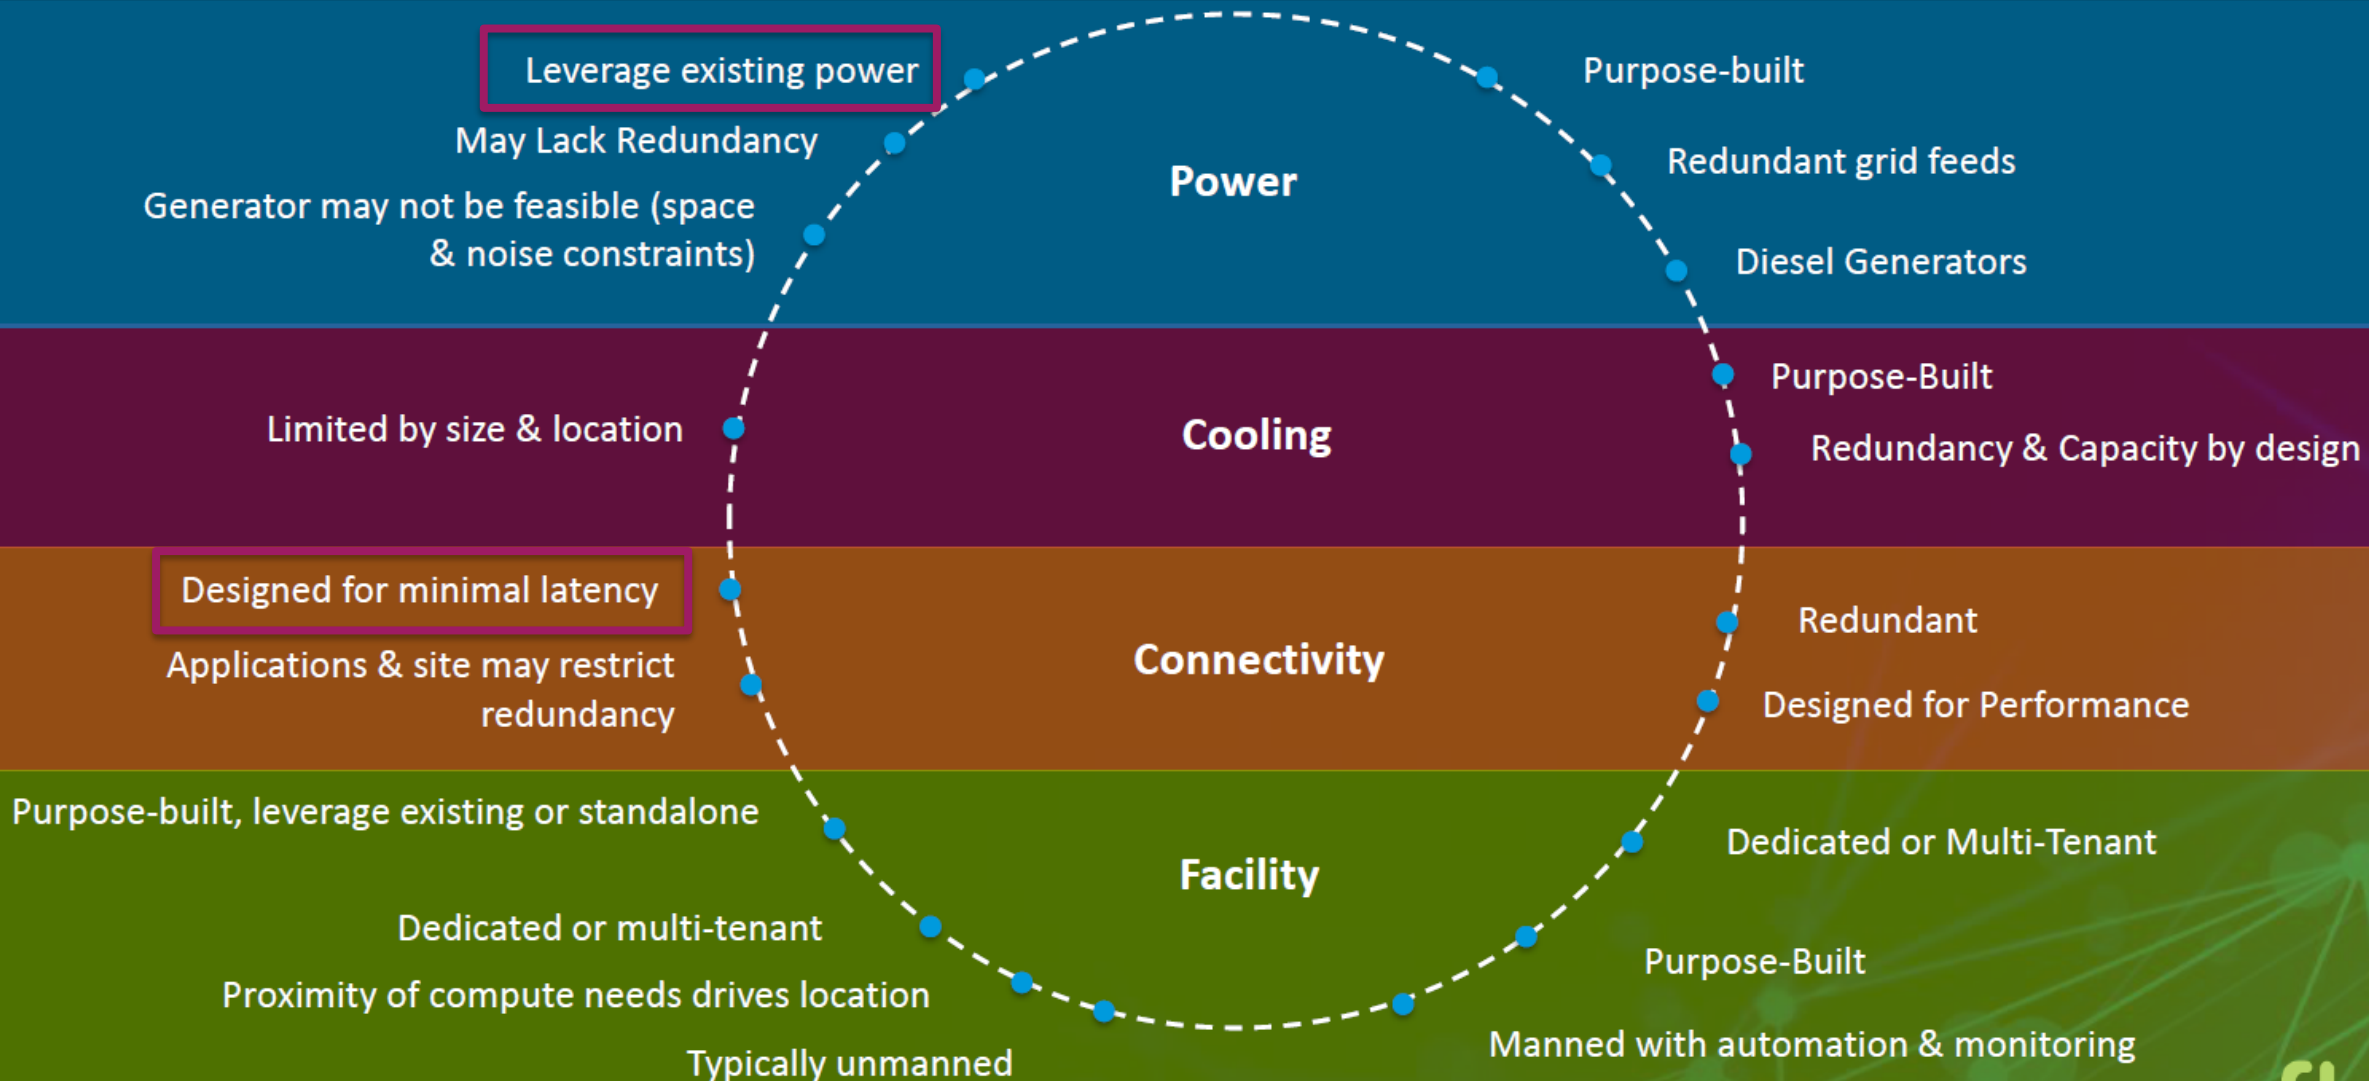 Leverage existing power
May Lack Redundancy
Generator may not be feasible (space
& noise constraints)
Power
Purpose-built
Redundant grid feeds
Diesel Generators
Limited by size & location
Cooling
Purpose-Built
Redundancy & Capacity by design
Designed for minimal latency
Applications & site may restrict
redundancy
Connectivity
Redundant
Designed for Performance
Purpose-built, leverage existing or standalone
Dedicated or multi-tenant
Proximity of compute needs drives location
Typically unmanned
Facility
Dedicated or Multi-Tenant
Purpose-Built
Manned with automation & monitoring